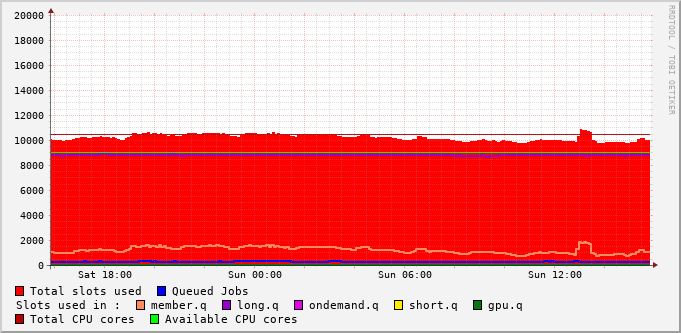 RRDTOOL / TOBI OETIKER
20000
18000
16000
14000
12000
10000
8000
6000
4000
2000
0
Sat 18:00 Sun 00:00 Sun 06:00 Sun 12:00
Total slots used Queued Jobs
Slots used in : member.q long.q ondemand.q short.q gpu.q
Total CPU cores Available CPU cores